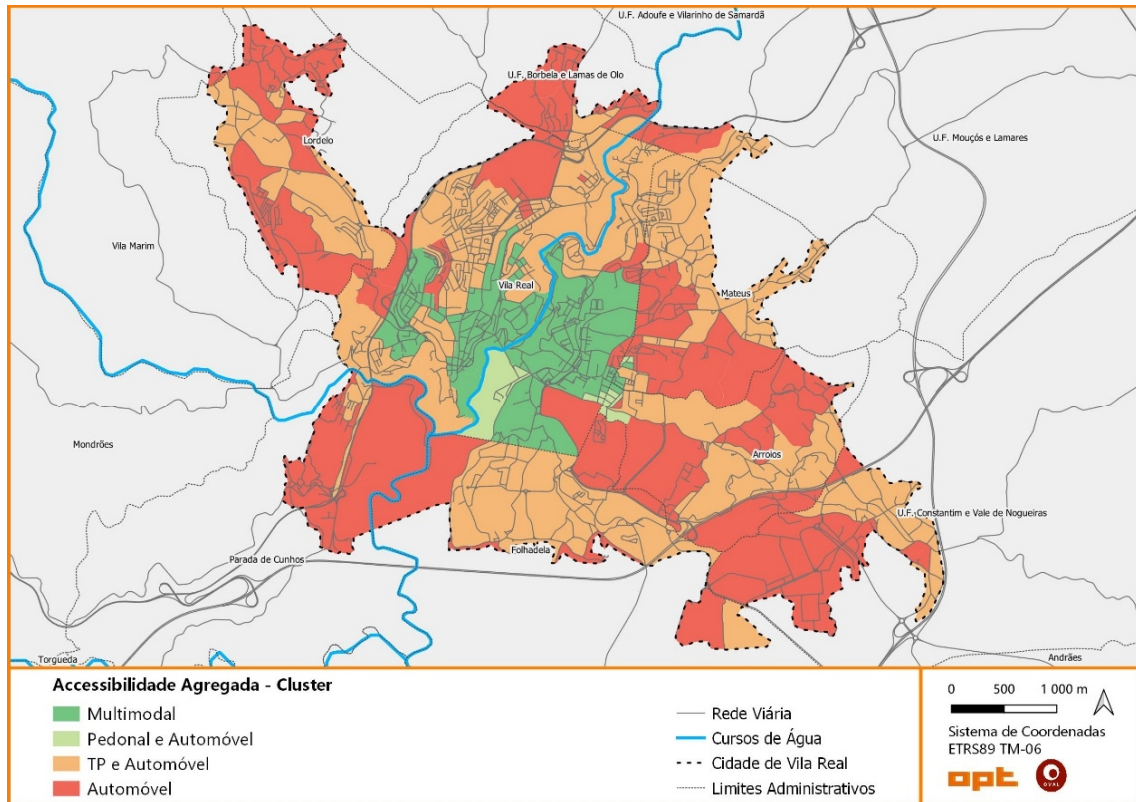 U.F. Adoufe e Vilarinho de Samardã
U.F. Borbela e Lamas de Olo
U.F. Mouçós e Lamares
Lordelo
Vila Marim
Vila Real
Mateus
Mondrões
Arroios
U.F. Constantim e Vale de Nogueiras
Folhadela
Parada de Cunhos
Torgueda
Andrães
Accessibilidade Agregada - Cluster
Multimodal
Pedonal e Automóvel
TP e Automóvel
Automóvel
Rede Viária
Cursos de Água
Cidade de Vila Real
Limites Administrativos
0 500 1 000 m
Sistema de Coordenadas
ETRS89 TM-06
opt
OVAL